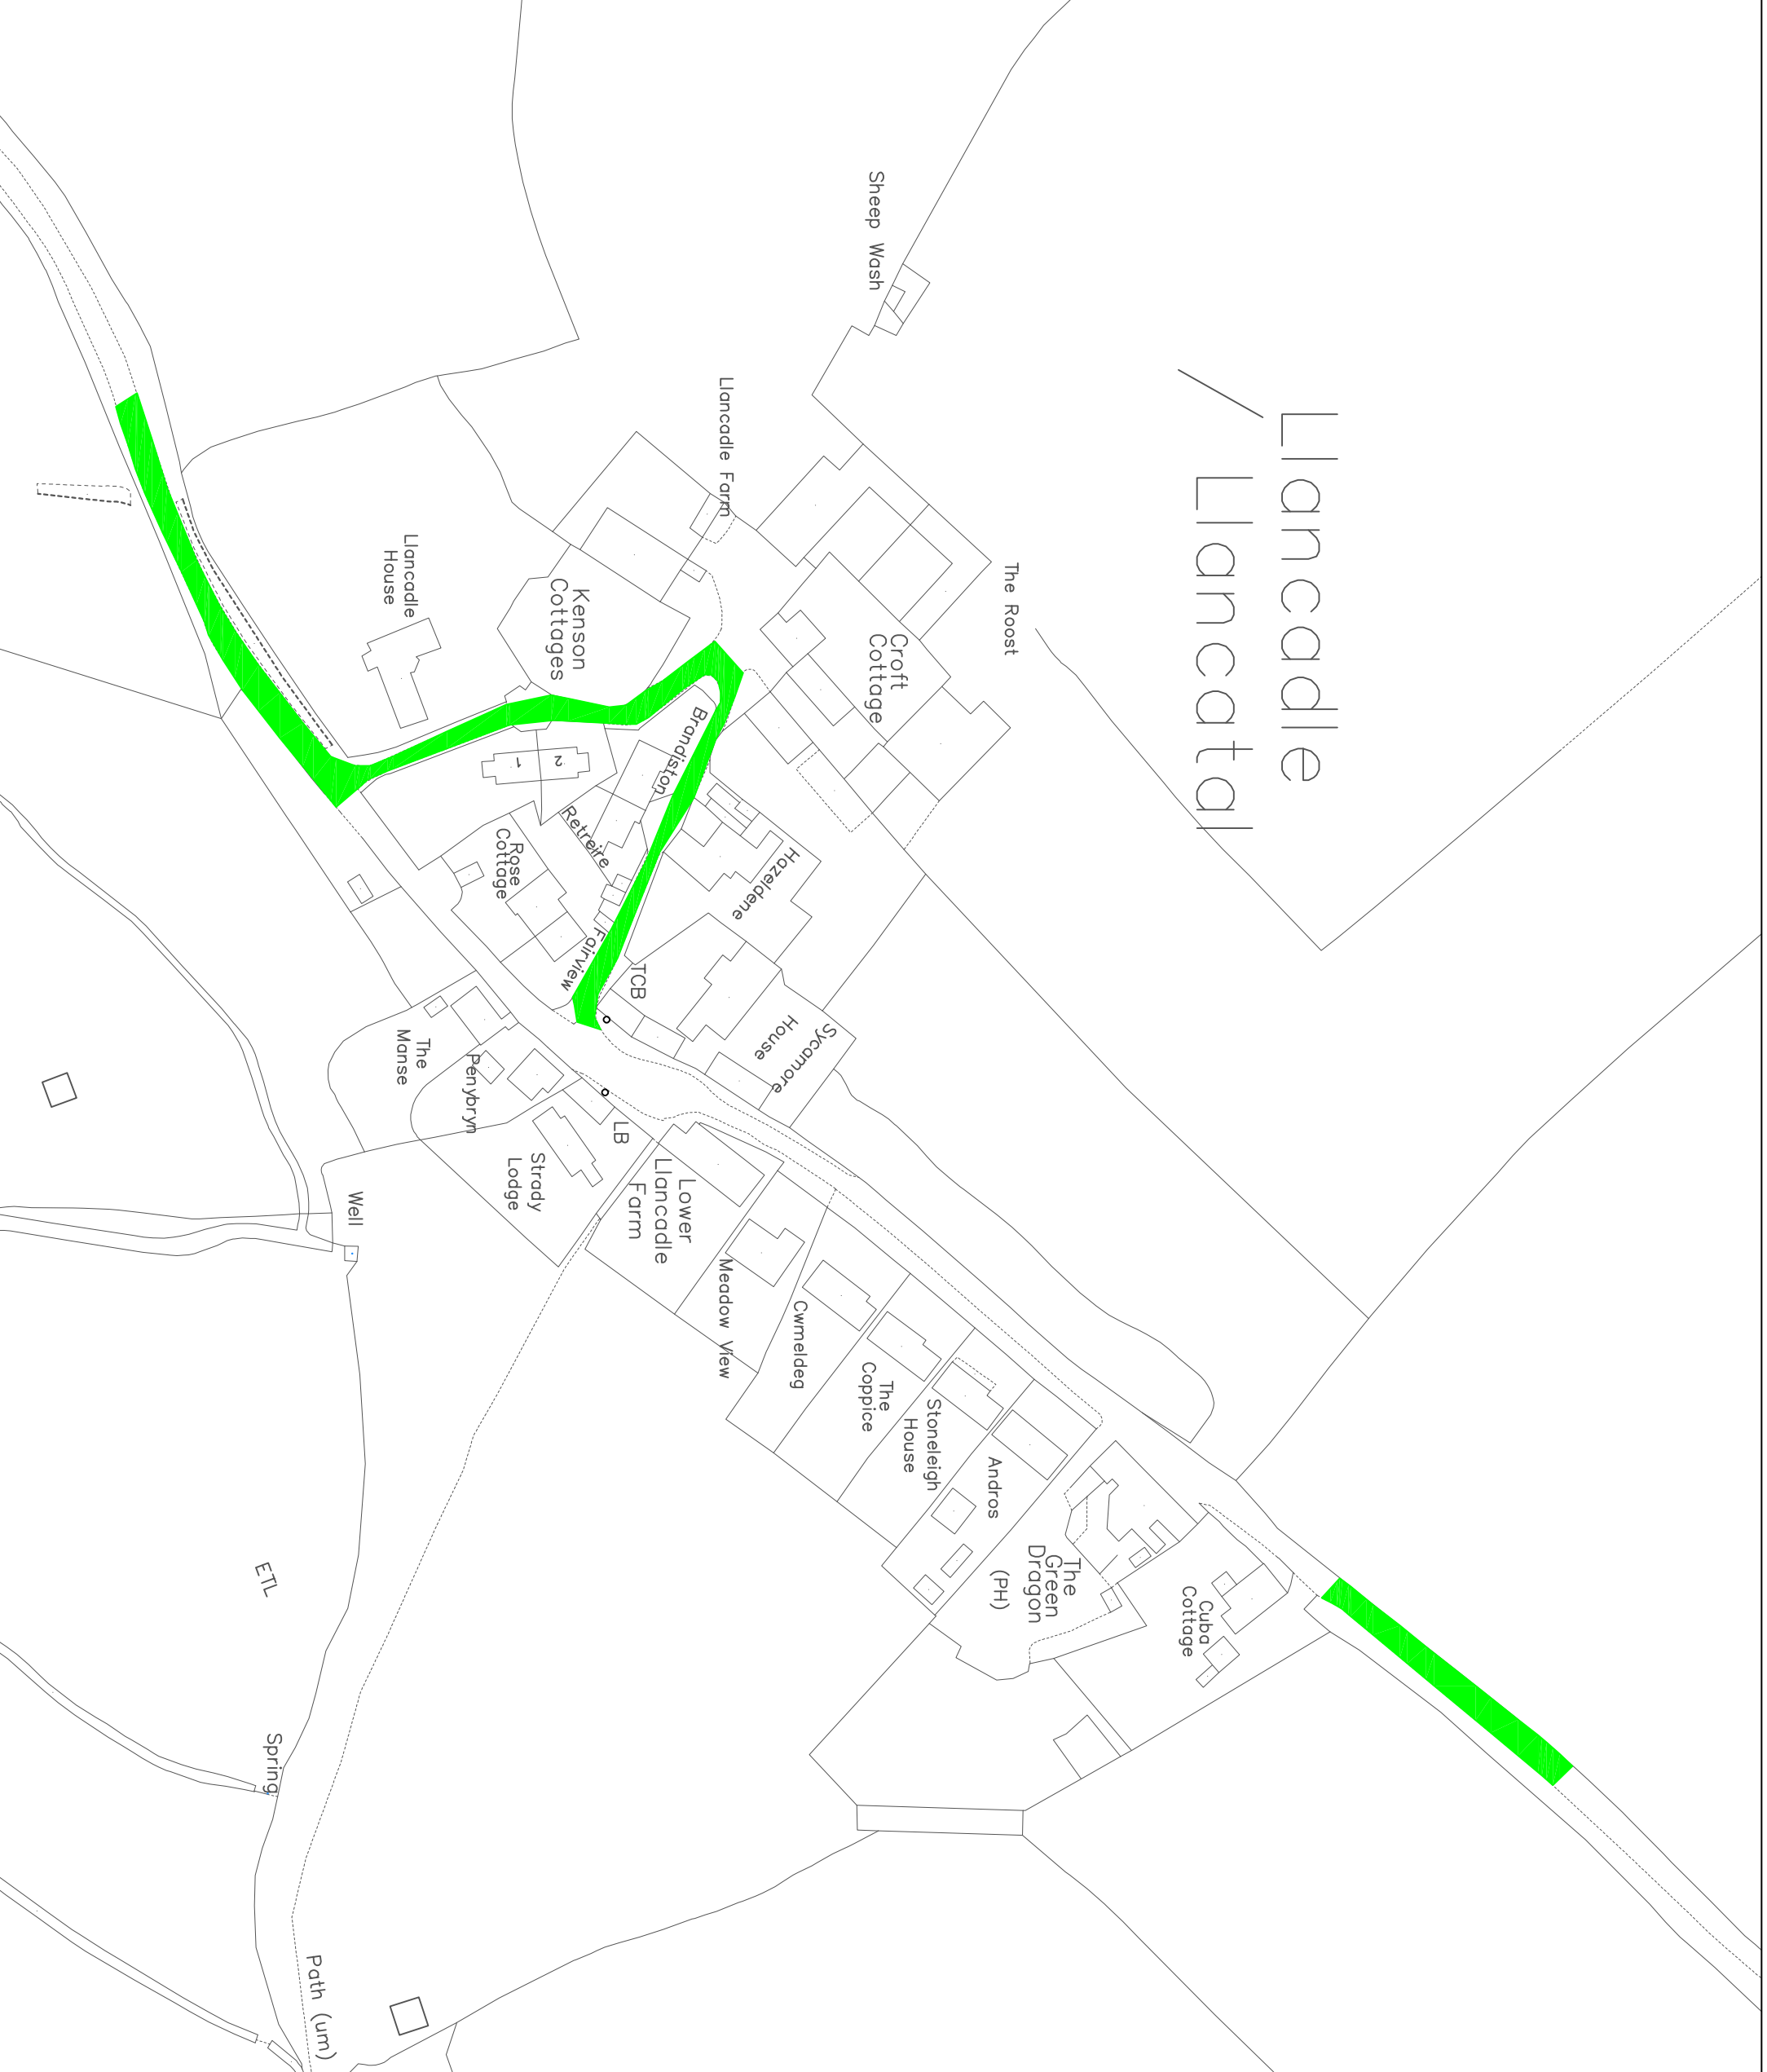 Llancadle
/ Llancatal
Sheep Wash
The Roost
Llancadle Farm
Croft
Cottage
Kenson
Cottages
Llancadle
House
Brandiston
1
2
Retreire
Hazeldene
Rose
Cottage
Fairview
TCB
Sycamore
House
The
Manse
Penybryn
LB
Strady
Lodge
Lower
Llancadle
Farm
Well
Meadow View
Cwmeldeg
The
Coppice
Stoneleigh
House
Andros
The
Green
Dragon
(PH)
Cuba
Cottage
ETL
Spring
Path (um)